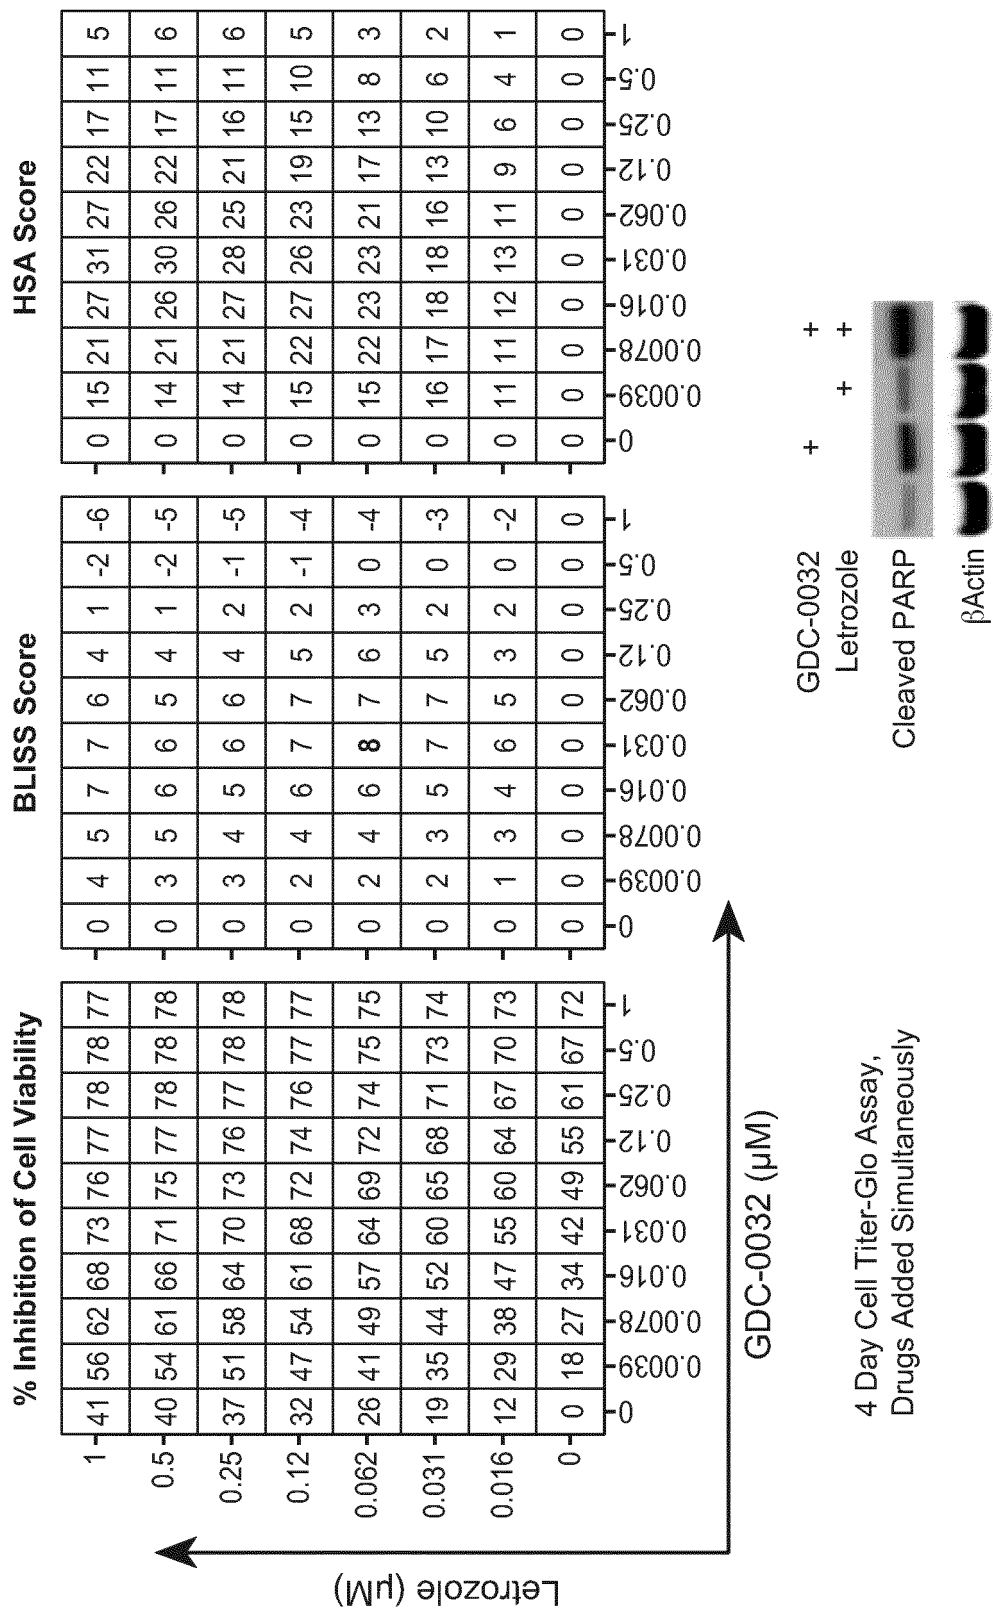 % Inhibition of Cell Viability
BLISS Score
HSA Score
1
41 56 62 68 73 76 77 78 78 77
0 4 5 7 7 6 4 1 -2 -6
0 15 21 27 31 27 22 17 11 5
0.5
40 54 61 66 71 75 77 78 78 78
0 3 5 6 6 5 4 1 -2 -5
0 14 21 26 30 26 22 17 11 6
0.25
37 51 58 64 70 73 76 77 78 78
0 3 4 5 6 6 4 2 -1 -5
0 14 21 27 28 25 21 16 11 6
0.12
32 47 54 61 68 72 74 76 77 77
0 2 4 6 7 7 5 2 -1 -4
0 15 22 27 26 23 19 15 10 5
0.062
26 41 49 57 64 69 72 74 75 75
0 2 4 6 8 7 6 3 0 -4
0 15 22 23 23 21 17 13 8 3
0.031
19 35 44 52 60 65 68 71 73 74
0 2 3 5 7 7 5 2 0 -3
0 16 17 18 18 16 13 10 6 2
0.016
12 29 38 47 55 60 64 67 70 73
0 1 3 4 6 5 3 2 0 -2
0 11 11 12 13 11 9 6 4 1
0
0 18 27 34 42 49 55 61 67 72
0 0 0 0 0 0 0 0 0 0
0 0 0 0 0 0 0 0 0 0
0 0.0039 0.0078 0.016 0.031 0.062 0.12 0.25 0.5 1
0 0.0039 0.0078 0.016 0.031 0.062 0.12 0.25 0.5 1
0 0.0039 0.0078 0.016 0.031 0.062 0.12 0.25 0.5 1
Letrozole (μM)
GDC-0032 (μM)
4 Day Cell Titer-Glo Assay,
Drugs Added Simultaneously
GDC-0032 + +
Letrozole + +
Cleaved PARP
βActin